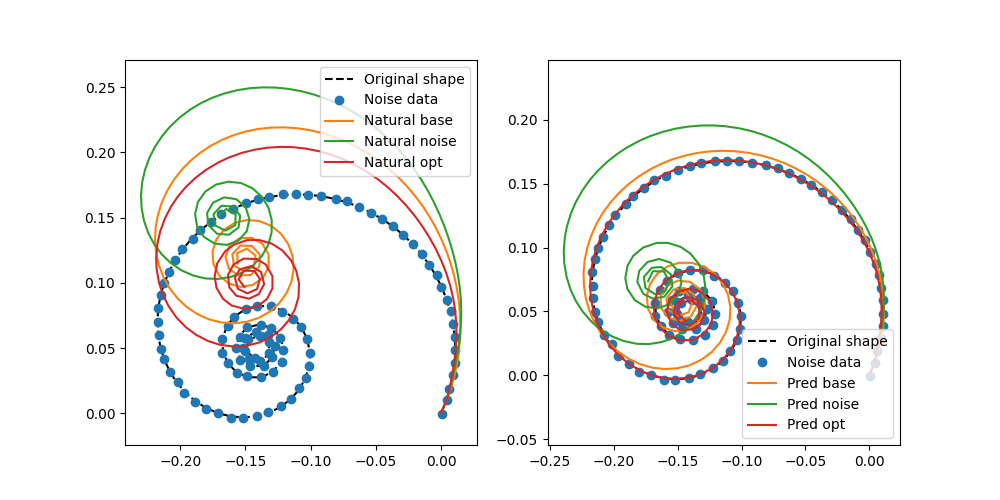 Original shape
Noise data
Natural base
Natural noise
Natural opt
0.25
0.20
0.15
0.10
0.05
0.00
−0.20 −0.15 −0.10 −0.05 0.00
0.20
0.15
0.10
0.05
0.00
−0.05
Original shape
Noise data
Pred base
Pred noise
Pred opt
−0.25 −0.20 −0.15 −0.10 −0.05 0.00